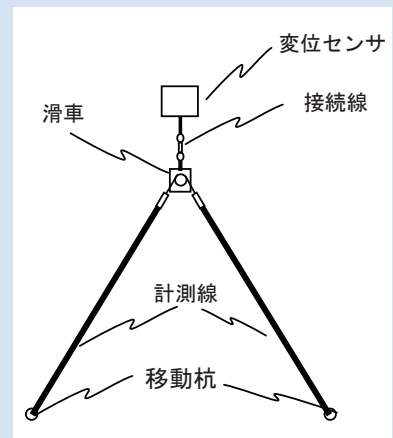 変位センサ
接続線
滑車
計測線
移動杭